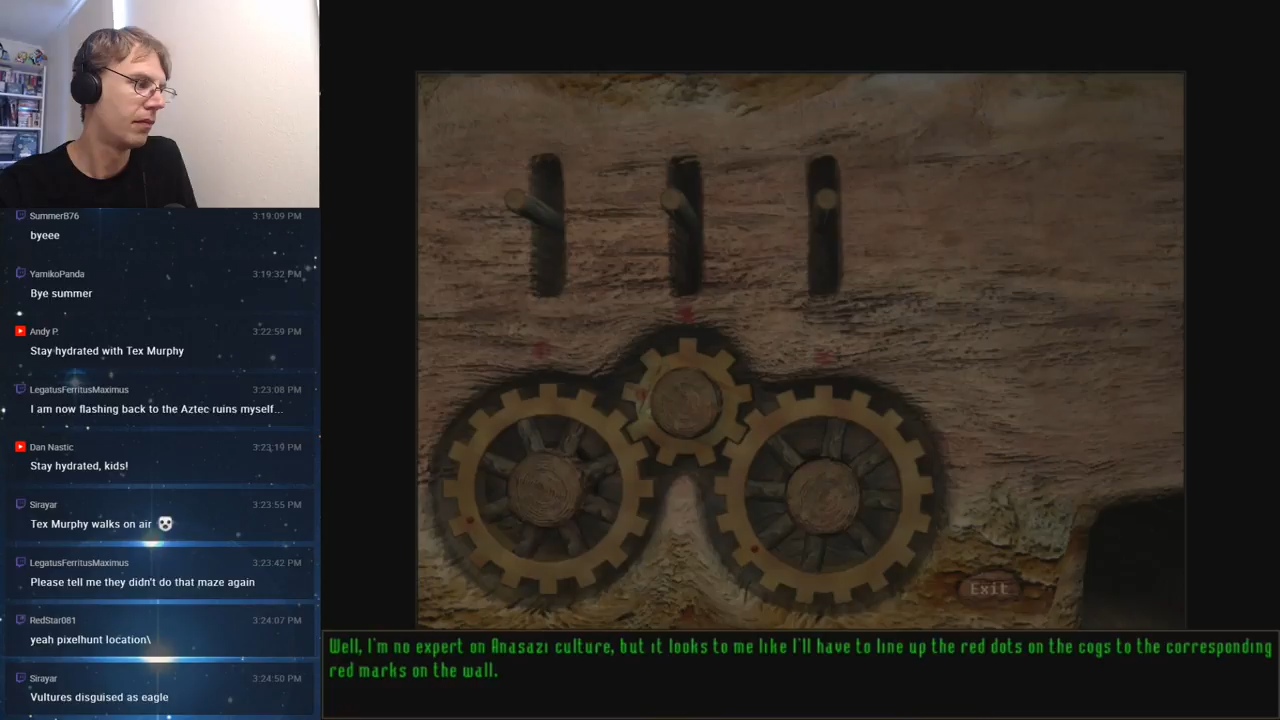 SummerB76 3:19:09 PM
byeee
YamikoPanda 3:19:32 PM
Bye summer
Andy P. 3:22:59 PM
Stay hydrated with Tex Murphy
LegatusFerritusMaximus 3:23:08 PM
I am now flashing back to the Aztec ruins myself...
Dan Nastic 3:23:19 PM
Stay hydrated, kids!
Sirayar 3:23:55 PM
Tex Murphy walks on air
LegatusFerritusMaximus 3:23:42 PM
Please tell me they didn't do that maze again
RedStar081 3:24:07 PM
yeah pixelhunt location\
Sirayar 3:24:50 PM
Vultures disguised as eagle
Exit
Well, I'm no expert on Anasazi culture, but it looks to me like I'll have to line up the red dots on the cogs to the corresponding
red marks on the wall.